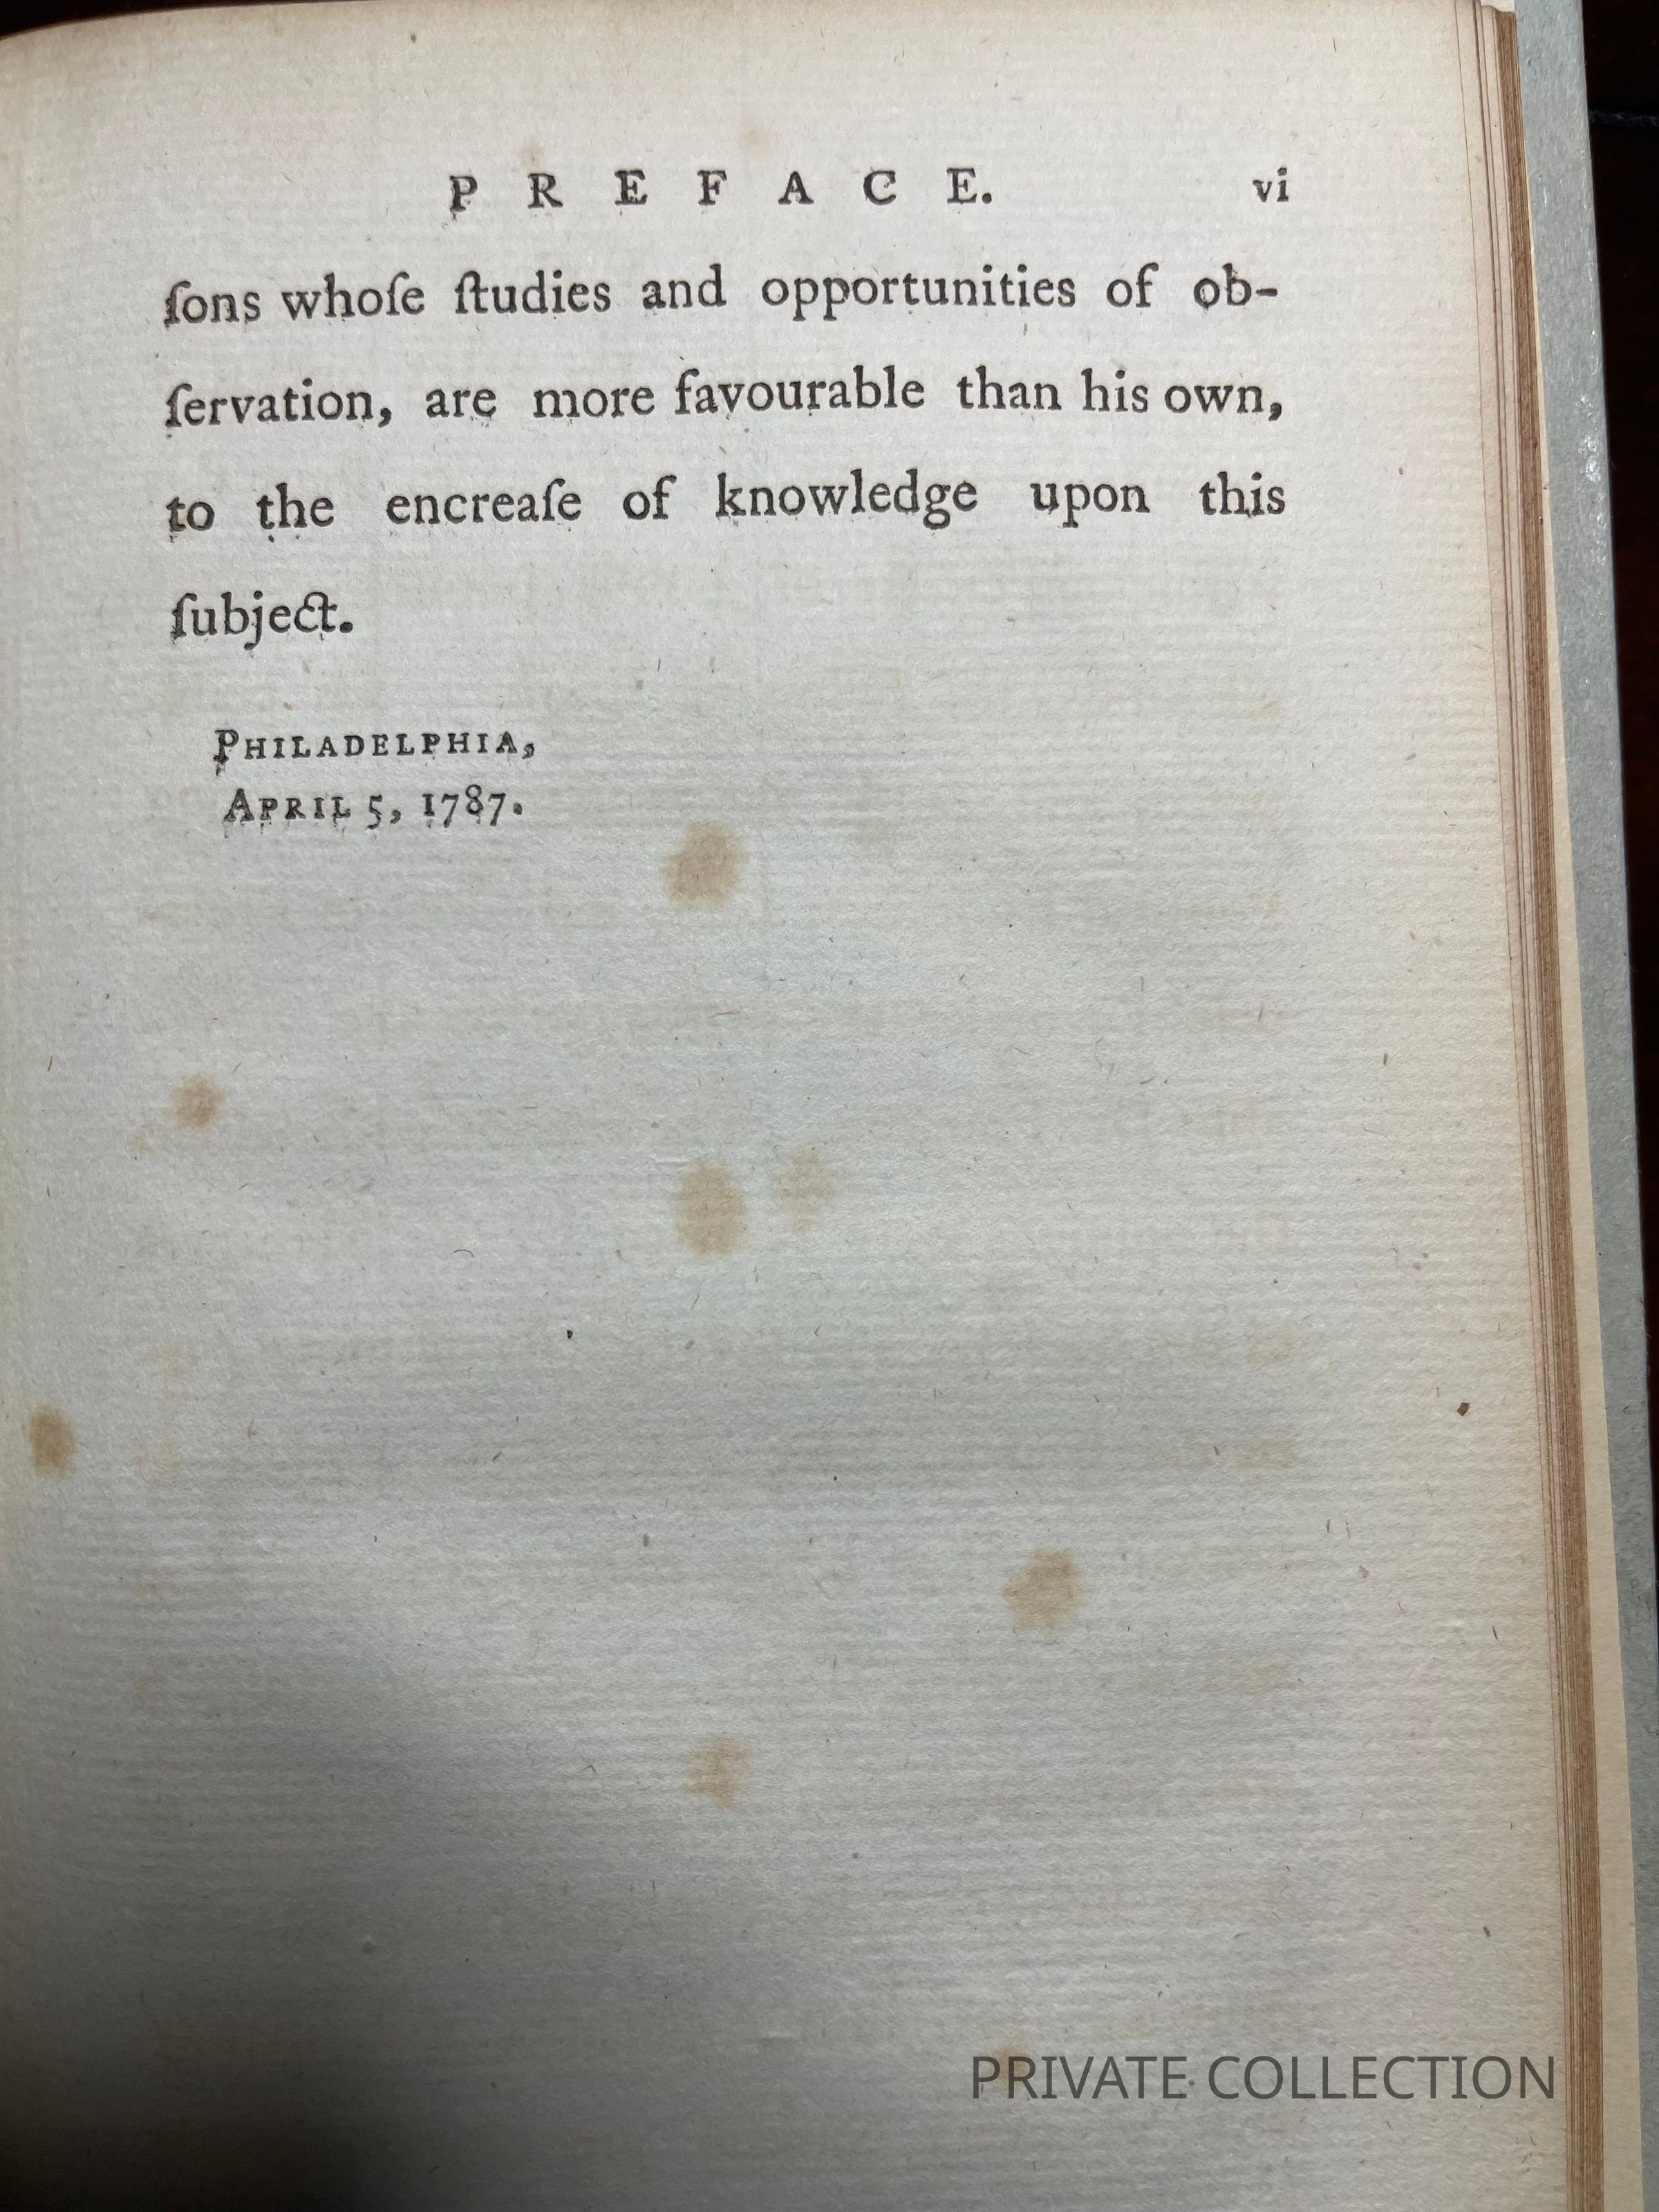 PREFACE. vi
ſons whoſe ſtudies and opportunities of ob-
ſervation, are more favourable than his own,
to the encreaſe of knowledge upon this
ſubject.
PHILADELPHIA,
APRIL 5, 1787.
PRIVATE COLLECTION